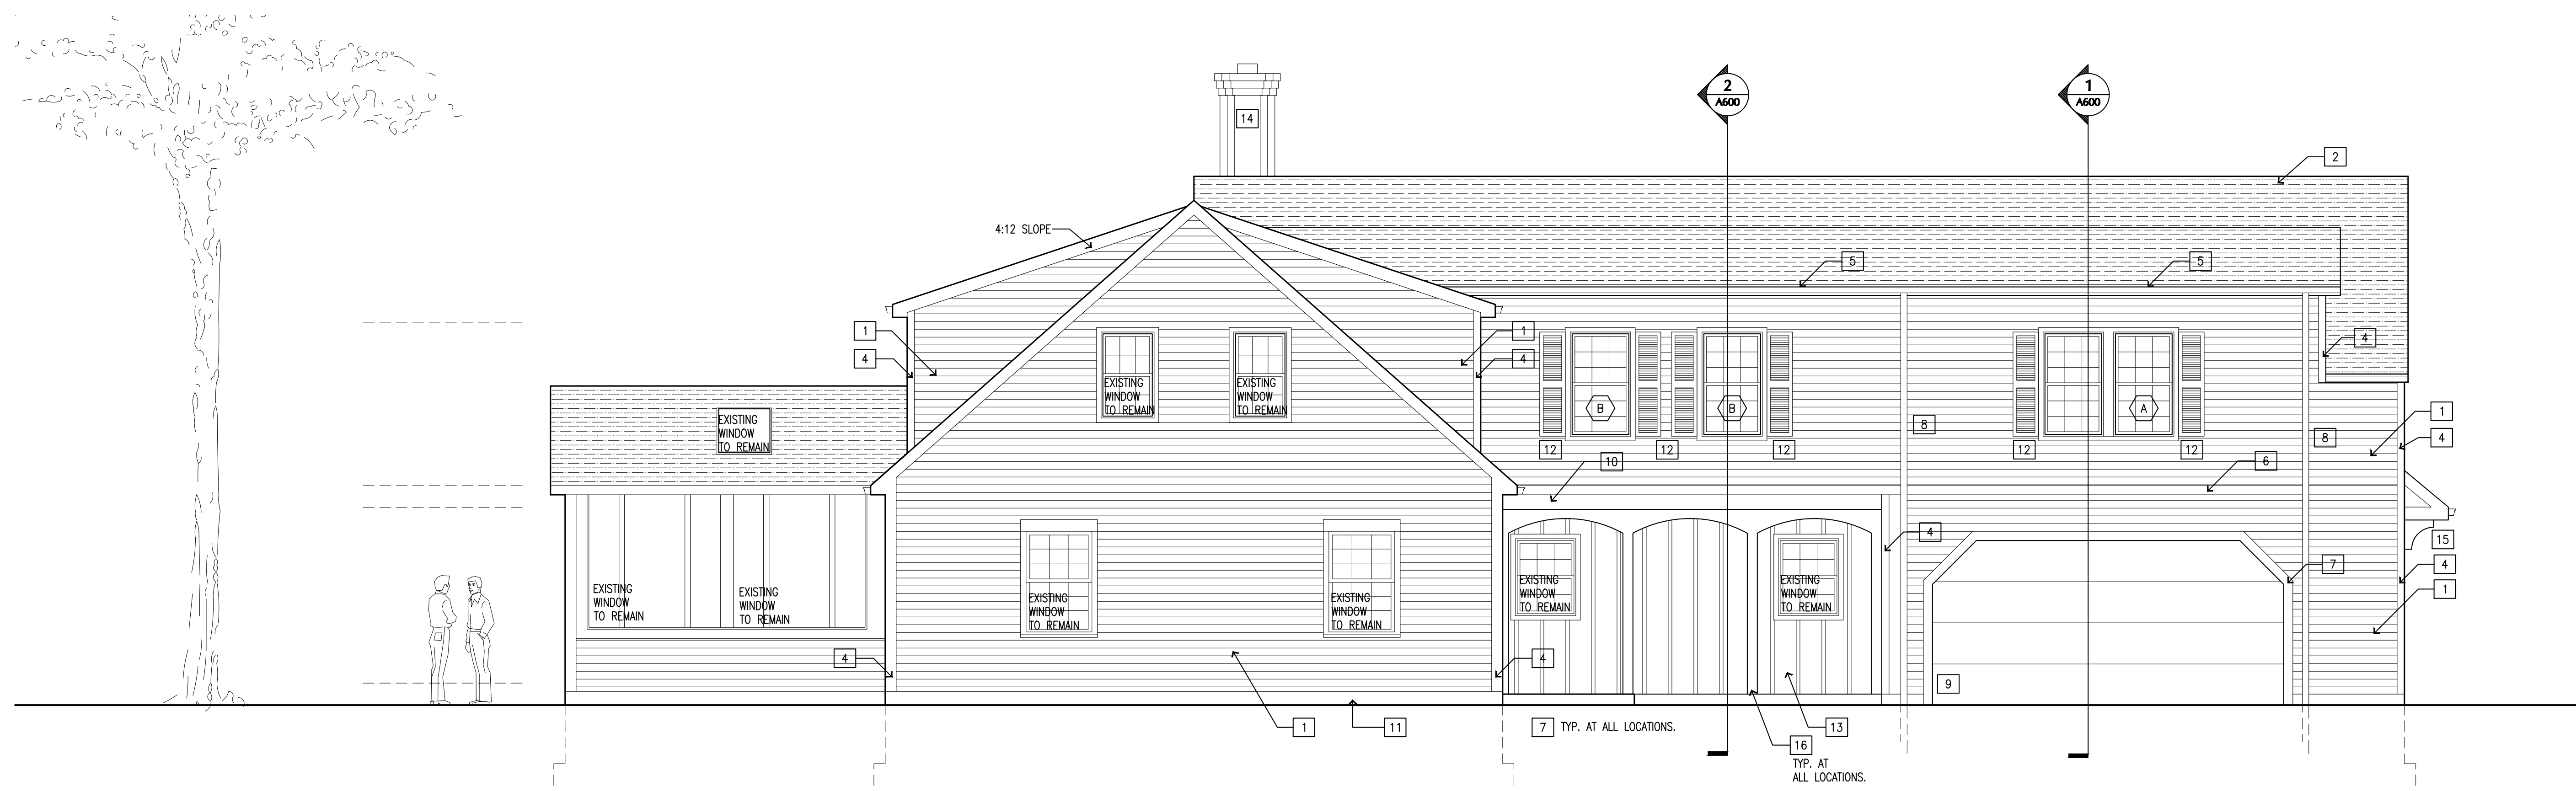 2
A600
1
A600
14
2
4:12 SLOPE
5
5
1
1
4
4
4
EXISTING
WINDOW
TO REMAIN
EXISTING
WINDOW
TO REMAIN
EXISTING
WINDOW
TO REMAIN
B
B
A
1
8
8
4
12
12
12
12
12
10
6
4
15
7
4
1
EXISTING
WINDOW
TO REMAIN
EXISTING
WINDOW
TO REMAIN
EXISTING
WINDOW
TO REMAIN
EXISTING
WINDOW
TO REMAIN
EXISTING
WINDOW
TO REMAIN
EXISTING
WINDOW
TO REMAIN
4
4
9
1
11
7 TYP. AT ALL LOCATIONS.
13
16
TYP. AT
ALL LOCATIONS.